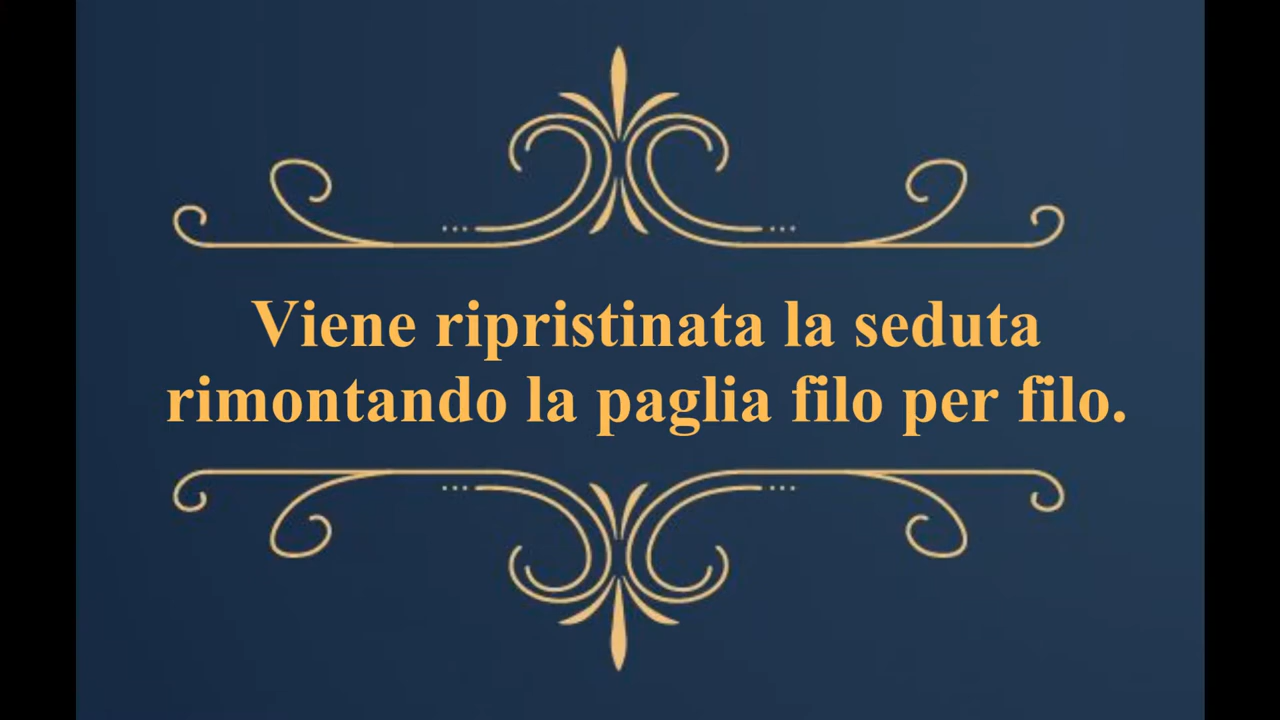 Viene ripristinata la seduta
rimontando la paglia filo per filo.